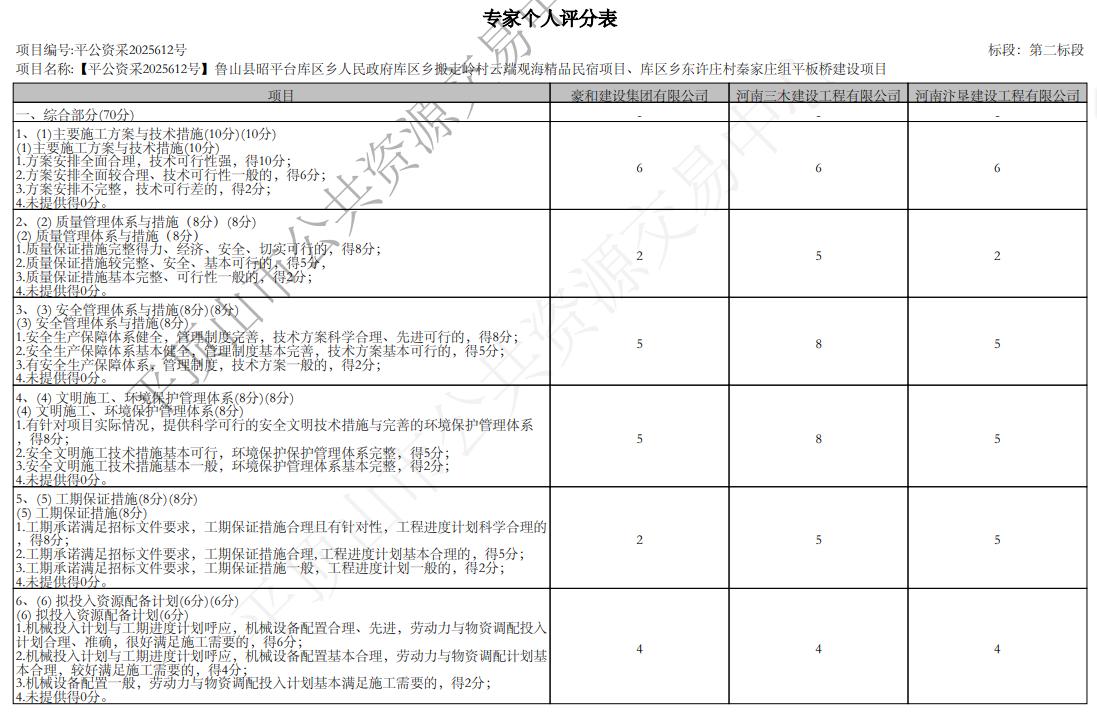 专家个人评分表
项目编号:平公资采2025612号
标段：第二标段
项目名称:【平公资采2025612号】鲁山县昭平台库区乡人民政府库区乡搬走岭村云端观海精品民宿项目、库区乡东许庄村秦家庄组平板桥建设项目
项目 豪和建设集团有限公司 河南三木建设工程有限公司 河南汴垦建设工程有限公司
一、综合部分(70分) - - -
1、(1)主要施工方案与技术措施(10分)(10分)
(1)主要施工方案与技术措施(10分)
1.方案安排全面合理，技术可行性强，得10分；
2.方案安排全面较合理、技术可行性一般的，得6分；
3.方案安排不完整，技术可行差的，得2分；
4.未提供得0分。
6 6 6
2、(2) 质量管理体系与措施（8分）(8分)
(2) 质量管理体系与措施（8分）
1.质量保证措施完整得力、经济、安全、切实可行的，得8分；
2.质量保证措施较完整、安全、基本可行的，得5分，
3.质量保证措施基本完整、可行性一般的，得2分；
4.未提供得0分。
2 5 2
3、(3) 安全管理体系与措施(8分)(8分)
(3) 安全管理体系与措施(8分)
1.安全生产保障体系健全，管理制度完善，技术方案科学合理、先进可行的，得8分；
2.安全生产保障体系基本健全，管理制度基本完善，技术方案基本可行的，得5分；
3.有安全生产保障体系，管理制度，技术方案一般的，得2分；
4.未提供得0分。
5 8 5
4、(4) 文明施工、环境保护管理体系(8分)(8分)
(4) 文明施工、环境保护管理体系(8分)
1.有针对项目实际情况，提供科学可行的安全文明技术措施与完善的环境保护管理体系
，得8分；
2.安全文明施工技术措施基本可行，环境保护保护管理体系完整，得5分；
3.安全文明施工技术措施基本一般，环境保护管理体系基本完整，得2分；
4.未提供得0分。
5 8 5
5、(5) 工期保证措施(8分)(8分)
(5) 工期保证措施(8分)
1.工期承诺满足招标文件要求，工期保证措施合理且有针对性，工程进度计划科学合理的
，得8分；
2.工期承诺满足招标文件要求，工期保证措施合理,工程进度计划基本合理的，得5分；
3.工期承诺满足招标文件要求，工期保证措施一般，工程进度计划一般的，得2分；
4.未提供得0分。
2 5 5
6、(6) 拟投入资源配备计划(6分)(6分)
(6) 拟投入资源配备计划(6分)
1.机械投入计划与工期进度计划呼应，机械设备配置合理、先进，劳动力与物资调配投入
计划合理、准确，很好满足施工需要的，得6分；
2.机械投入计划与工期进度计划呼应，机械设备配置基本合理，劳动力与物资调配计划基
本合理，较好满足施工需要的，得4分；
3.机械设备配置一般，劳动力与物资调配投入计划基本满足施工需要的，得2分；
4.未提供得0分。
4 4 4
平顶山市公共资源交易中
平顶山市公共资源交易中心